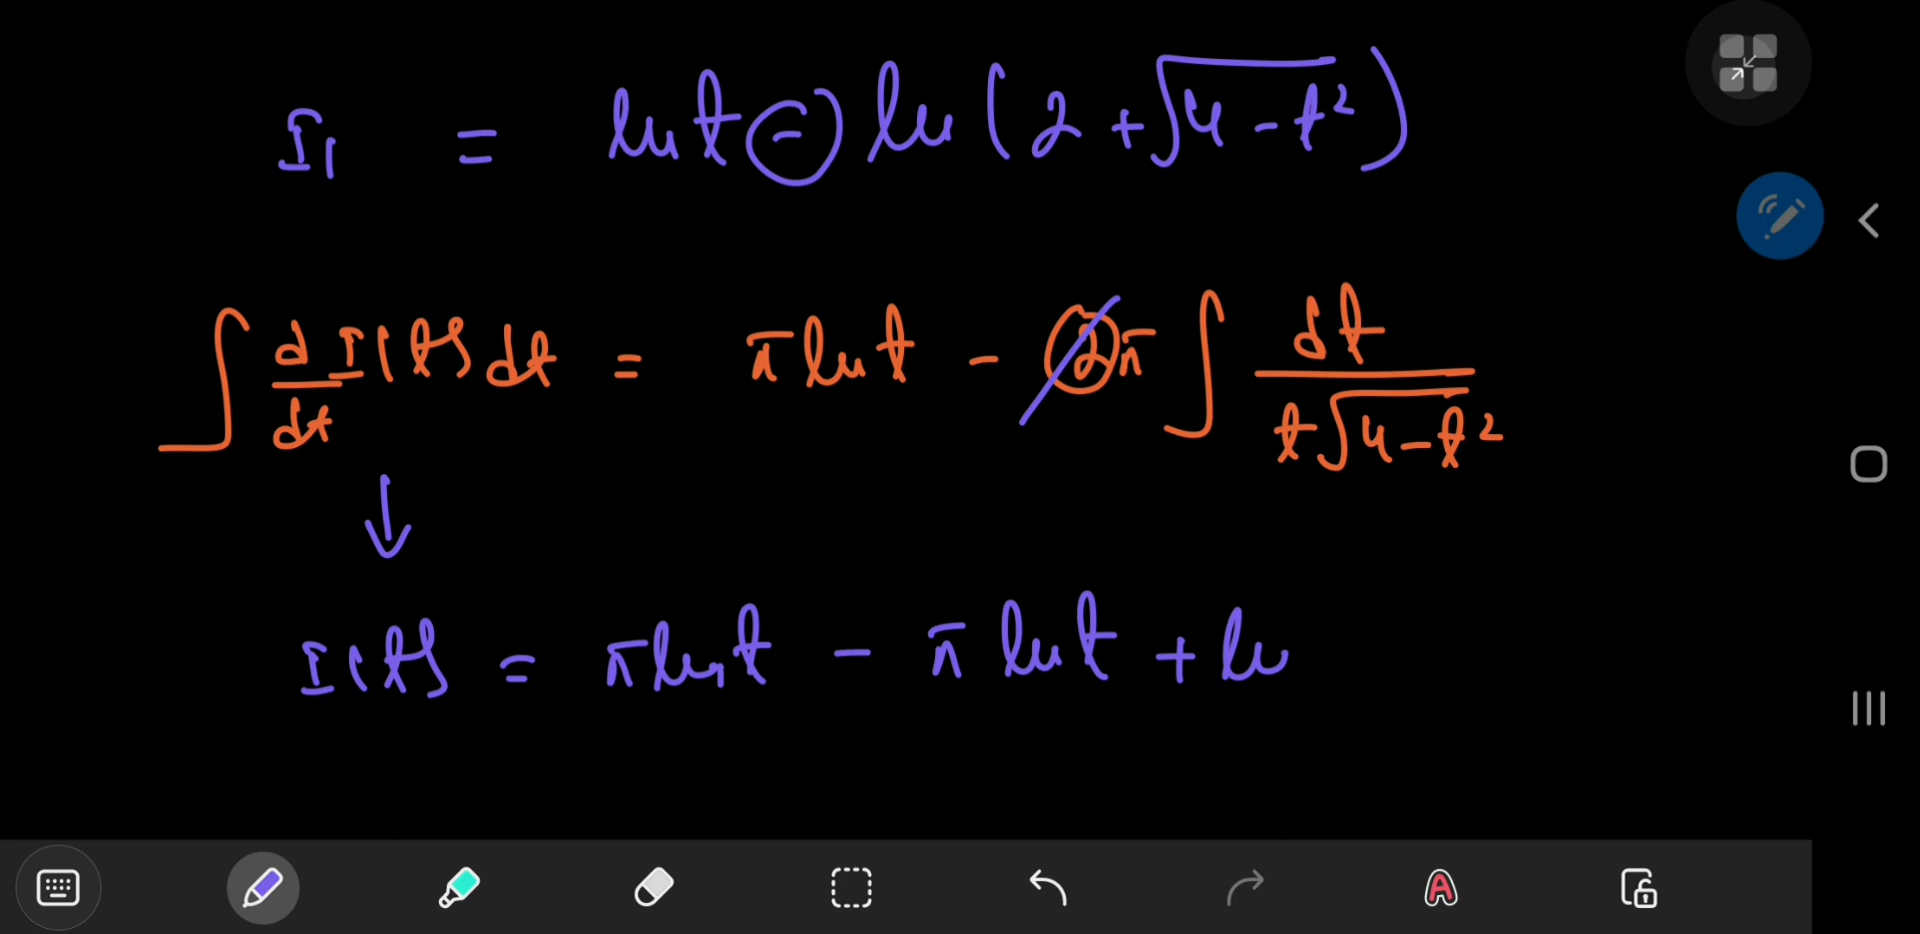 I₁ = ln t − ln(2 + √(4 − t²))
∫ d/dt I(t) dt = π ln t − 2π ∫ dt / (t√(4 − t²))
↓
I(t) = π ln t − π ln t + ln
A